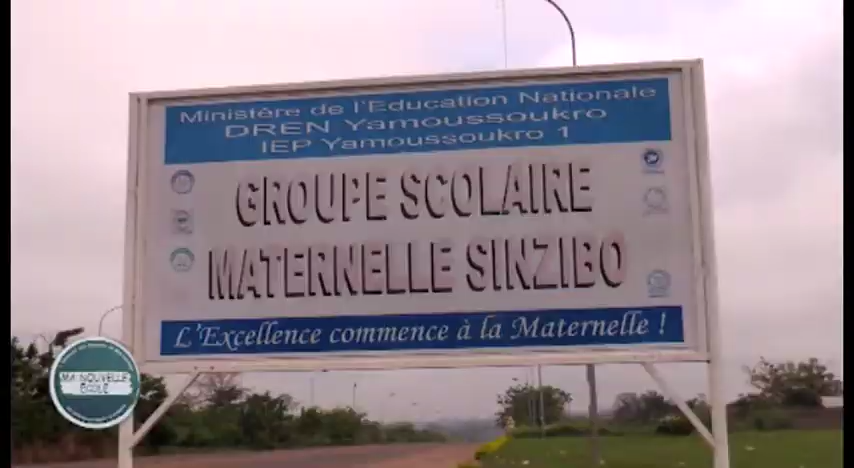 Ministère de l'Education Nationale
DREN Yamoussoukro
IEP Yamoussoukro 1
GROUPE SCOLAIRE
MATERNELLE SINZIBO
L'Excellence commence à la Maternelle !
MA NOUVELLE
ÉCOLE